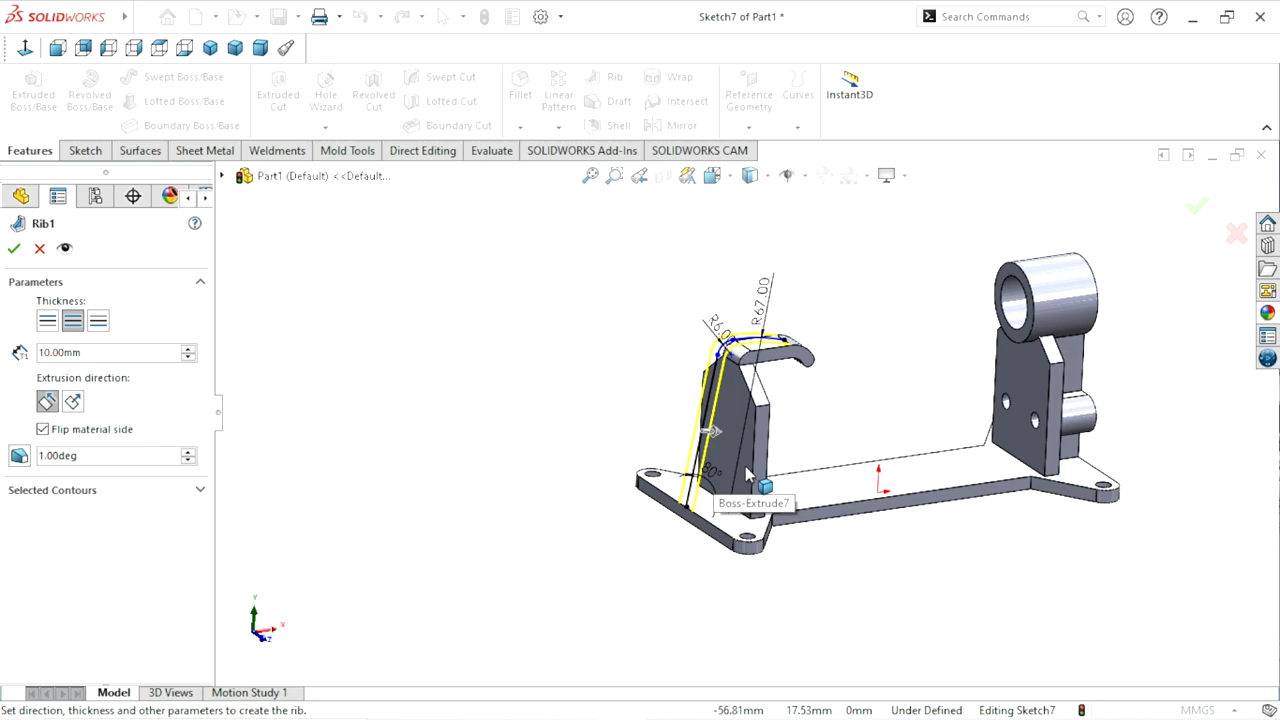 SOLIDWORKS
Sketch7 of Part1 *
Search Commands
Extruded Boss/Base
Revolved Boss/Base
Swept Boss/Base
Lofted Boss/Base
Boundary Boss/Base
Extruded Cut
Hole Wizard
Revolved Cut
Swept Cut
Lofted Cut
Boundary Cut
Fillet
Linear Pattern
Rib
Draft
Shell
Wrap
Intersect
Mirror
Reference Geometry
Curves
Instant3D
Features Sketch Surfaces Sheet Metal Weldments Mold Tools Direct Editing Evaluate SOLIDWORKS Add-Ins SOLIDWORKS CAM
Part1 (Default) <<Default...
Rib1
Parameters
Thickness:
10.00mm
Extrusion direction:
Flip material side
1.00deg
Selected Contours
R67.00
80°
Boss-Extrude7
Y
X
Z
Model 3D Views Motion Study 1
Set direction, thickness and other parameters to create the rib.
-56.81mm 17.53mm 0mm Under Defined Editing Sketch7 MMGS